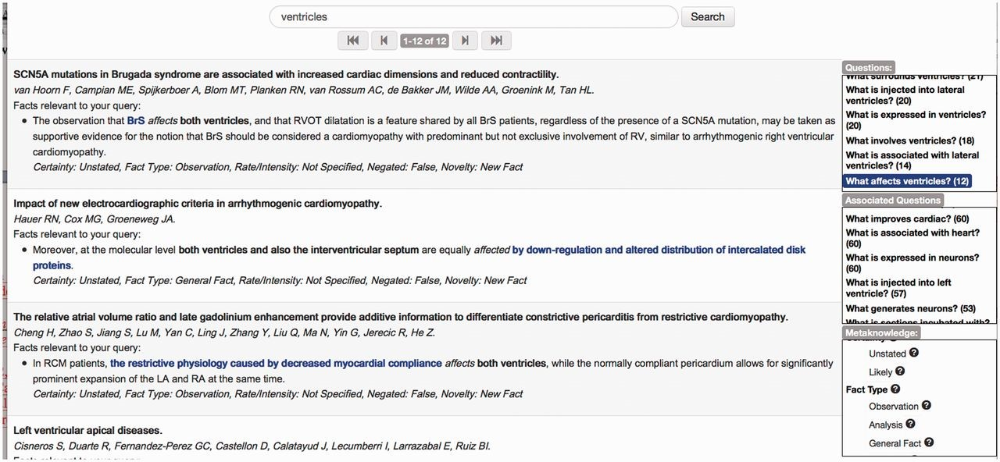 ventricles
Search
1-12 of 12
SCN5A mutations in Brugada syndrome are associated with increased cardiac dimensions and reduced contractility.
van Hoorn F, Campian ME, Spijkerboer A, Blom MT, Planken RN, van Rossum AC, de Bakker JM, Wilde AA, Groenink M, Tan HL.
Facts relevant to your query:
• The observation that BrS affects both ventricles, and that RVOT dilatation is a feature shared by all BrS patients, regardless of the presence of a SCN5A mutation, may be taken as
supportive evidence for the notion that BrS should be considered a cardiomyopathy with predominant but not exclusive involvement of RV, similar to arrhythmogenic right ventricular
cardiomyopathy.
Certainty: Unstated, Fact Type: Observation, Rate/Intensity: Not Specified, Negated: False, Novelty: New Fact
Impact of new electrocardiographic criteria in arrhythmogenic cardiomyopathy.
Hauer RN, Cox MG, Groeneweg JA.
Facts relevant to your query:
• Moreover, at the molecular level both ventricles and also the interventricular septum are equally affected by down-regulation and altered distribution of intercalated disk
proteins.
Certainty: Unstated, Fact Type: General Fact, Rate/Intensity: Not Specified, Negated: False, Novelty: New Fact
The relative atrial volume ratio and late gadolinium enhancement provide additive information to differentiate constrictive pericarditis from restrictive cardiomyopathy.
Cheng H, Zhao S, Jiang S, Lu M, Yan C, Ling J, Zhang Y, Liu Q, Ma N, Yin G, Jerecic R, He Z.
Facts relevant to your query:
• In RCM patients, the restrictive physiology caused by decreased myocardial compliance affects both ventricles, while the normally compliant pericardium allows for significantly
prominent expansion of the LA and RA at the same time.
Certainty: Unstated, Fact Type: Observation, Rate/Intensity: Not Specified, Negated: False, Novelty: New Fact
Left ventricular apical diseases.
Cisneros S, Duarte R, Fernandez-Perez GC, Castellon D, Calatayud J, Lecumberri I, Larrazabal E, Ruiz BI.
Facts relevant to your query:
Questions:
What surrounds ventricles? (21)
What is injected into lateral
ventricles? (20)
What is expressed in ventricles?
(20)
What involves ventricles? (18)
What is associated with lateral
ventricles? (14)
What affects ventricles? (12)
Associated Questions
What improves cardiac? (60)
What is associated with heart?
(60)
What is expressed in neurons?
(60)
What is injected into left
ventricle? (57)
What generates neurons? (53)
What is sections incubated with?
Metaknowledge:
Certainty
Unstated ?
Likely ?
Fact Type ?
Observation ?
Analysis ?
General Fact ?